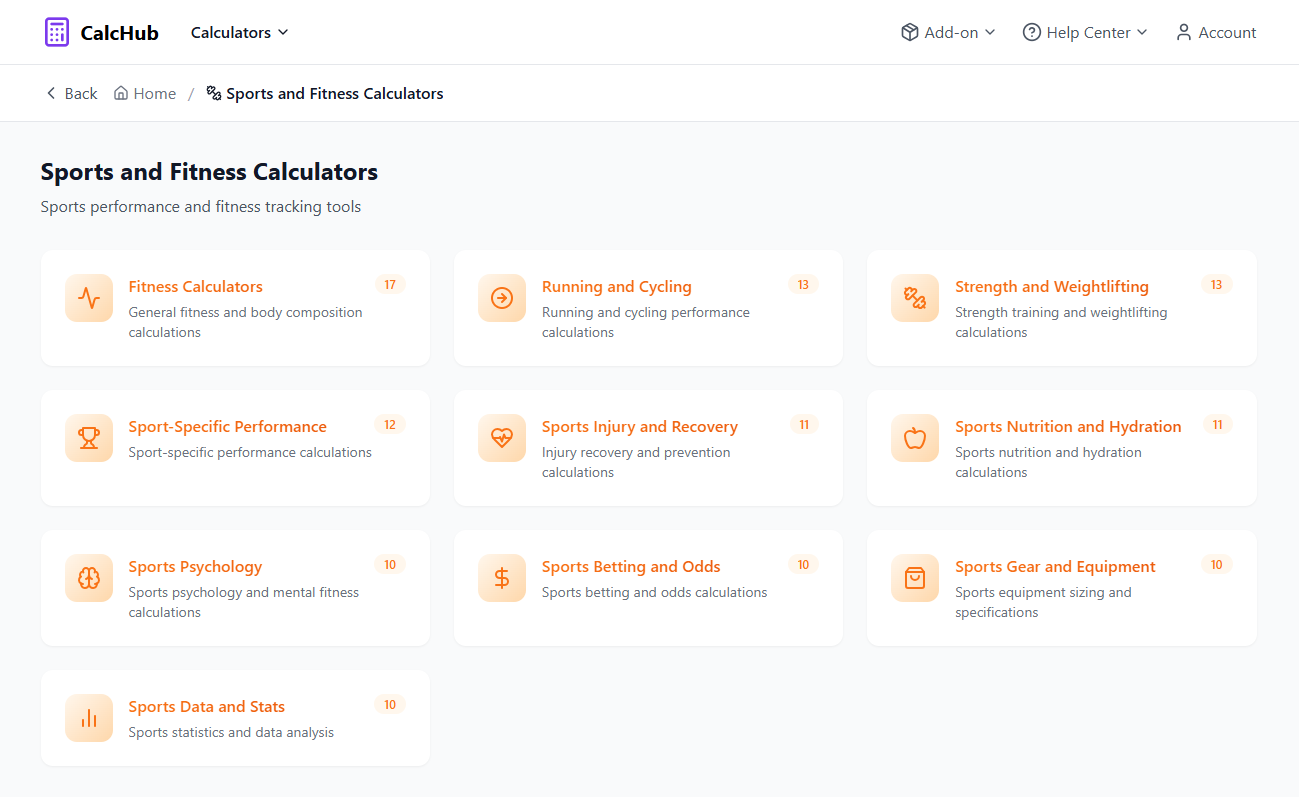 CalcHub
Calculators
Add-on
Help Center
Account
Back
Home
/
Sports and Fitness Calculators
Sports and Fitness Calculators
Sports performance and fitness tracking tools
Fitness Calculators
17
General fitness and body composition
calculations
Running and Cycling
13
Running and cycling performance
calculations
Strength and Weightlifting
13
Strength training and weightlifting
calculations
Sport-Specific Performance
12
Sport-specific performance calculations
Sports Injury and Recovery
11
Injury recovery and prevention
calculations
Sports Nutrition and Hydration
11
Sports nutrition and hydration
calculations
Sports Psychology
10
Sports psychology and mental fitness
calculations
Sports Betting and Odds
10
Sports betting and odds calculations
Sports Gear and Equipment
10
Sports equipment sizing and
specifications
Sports Data and Stats
10
Sports statistics and data analysis